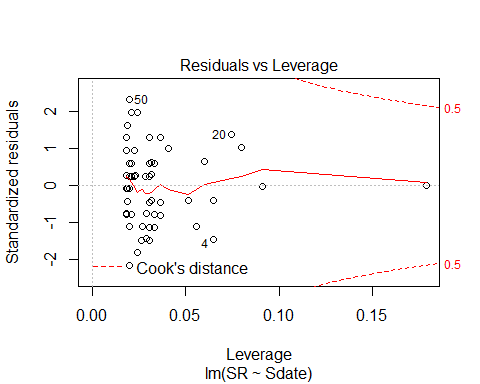 Residuals vs Leverage
Standardized residuals
2
1
0
-1
-2
50
20
4
0.5
0.5
Cook's distance
0.00
0.05
0.10
0.15
Leverage
lm(SR ~ Sdate)